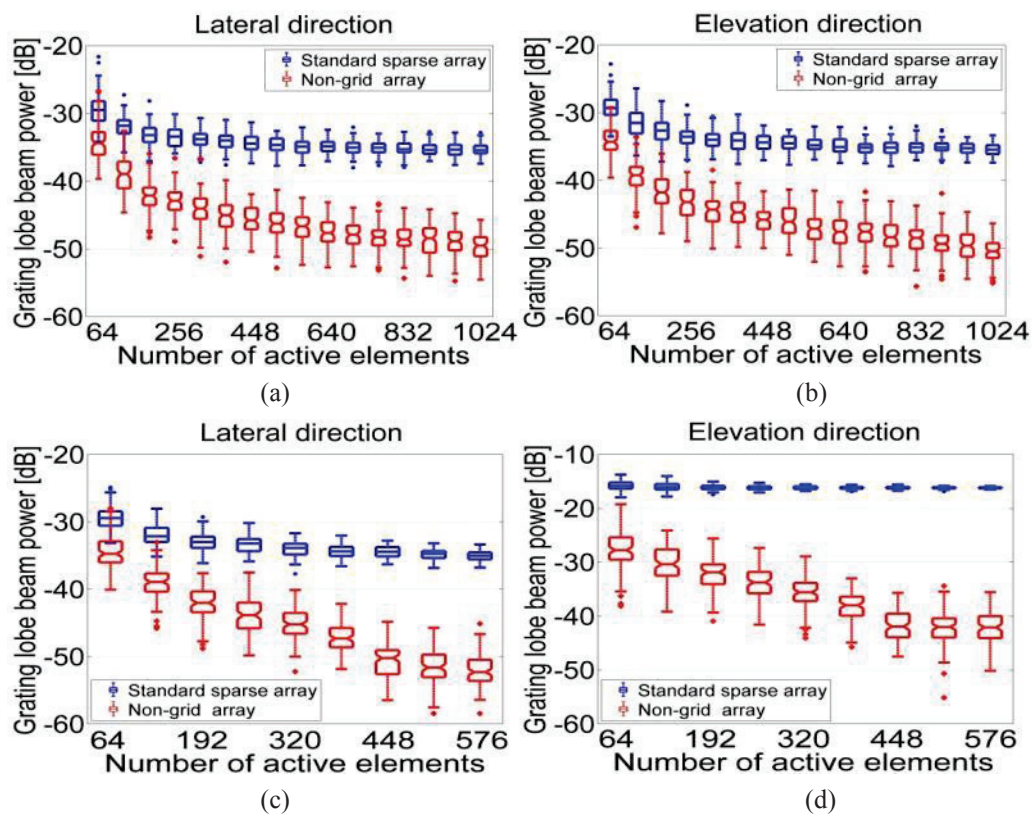 Lateral direction
Elevation direction
-20
-30
-40
-50
-60
Grating lobe beam power [dB]
Standard sparse array
Non-grid array
64 256 448 640 832 1024
Number of active elements
(a)
-20
-30
-40
-50
-60
Grating lobe beam power [dB]
Standard sparse array
Non-grid array
64 256 448 640 832 1024
Number of active elements
(b)
Lateral direction
Elevation direction
-20
-30
-40
-50
-60
Grating lobe beam power [dB]
Standard sparse array
Non-grid array
64 192 320 448 576
Number of active elements
(c)
-10
-20
-30
-40
-50
-60
Grating lobe beam power [dB]
Standard sparse array
Non-grid array
64 192 320 448 576
Number of active elements
(d)